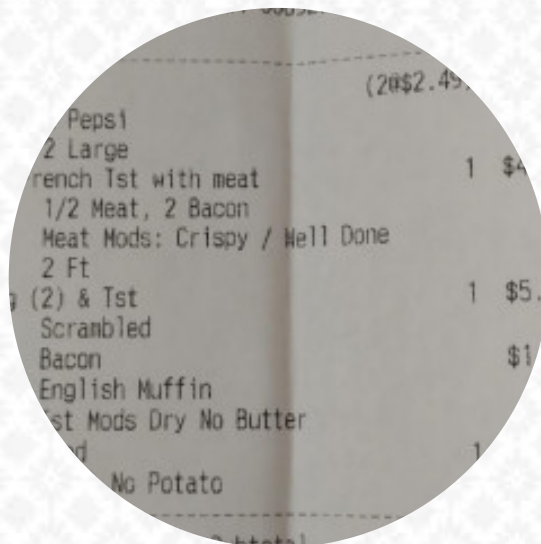 (2@$2.49
Pepsi
2 Large
rench Tst with meat 1 $4
1/2 Meat, 2 Bacon
Meat Mods: Crispy / Well Done
2 Ft
(2) & Tst 1 $5.
Scrambled
Bacon $1
English Muffin
st Mods Dry No Butter
1
No Potato